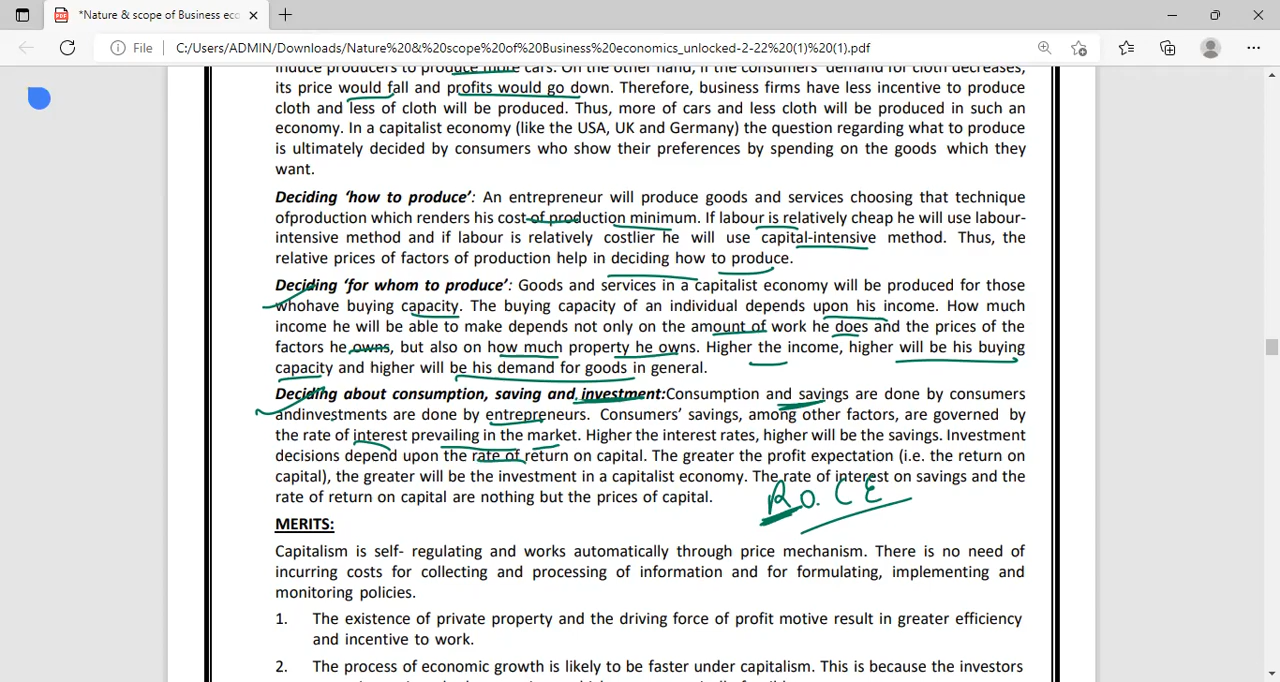 *Nature & scope of Business ecc
File
C:/Users/ADMIN/Downloads/Nature%20&%20scope%20of%20Business%20economics_unlocked-2-22%20(1)%20(1).pdf
induce producers to produce more cars. On the other hand, if the consumers' demand for cloth decreases,
its price would fall and profits would go down. Therefore, business firms have less incentive to produce
cloth and less of cloth will be produced. Thus, more of cars and less cloth will be produced in such an
economy. In a capitalist economy (like the USA, UK and Germany) the question regarding what to produce
is ultimately decided by consumers who show their preferences by spending on the goods which they
want.
Deciding 'how to produce': An entrepreneur will produce goods and services choosing that technique
ofproduction which renders his cost of production minimum. If labour is relatively cheap he will use labour-
intensive method and if labour is relatively costlier he will use capital-intensive method. Thus, the
relative prices of factors of production help in deciding how to produce.
Deciding 'for whom to produce': Goods and services in a capitalist economy will be produced for those
whohave buying capacity. The buying capacity of an individual depends upon his income. How much
income he will be able to make depends not only on the amount of work he does and the prices of the
factors he owns, but also on how much property he owns. Higher the income, higher will be his buying
capacity and higher will be his demand for goods in general.
Deciding about consumption, saving and investment:Consumption and savings are done by consumers
andinvestments are done by entrepreneurs. Consumers' savings, among other factors, are governed by
the rate of interest prevailing in the market. Higher the interest rates, higher will be the savings. Investment
decisions depend upon the rate of return on capital. The greater the profit expectation (i.e. the return on
capital), the greater will be the investment in a capitalist economy. The rate of interest on savings and the
rate of return on capital are nothing but the prices of capital.
R O. C E
MERITS:
Capitalism is self- regulating and works automatically through price mechanism. There is no need of
incurring costs for collecting and processing of information and for formulating, implementing and
monitoring policies.
1. The existence of private property and the driving force of profit motive result in greater efficiency
and incentive to work.
2. The process of economic growth is likely to be faster under capitalism. This is because the investors